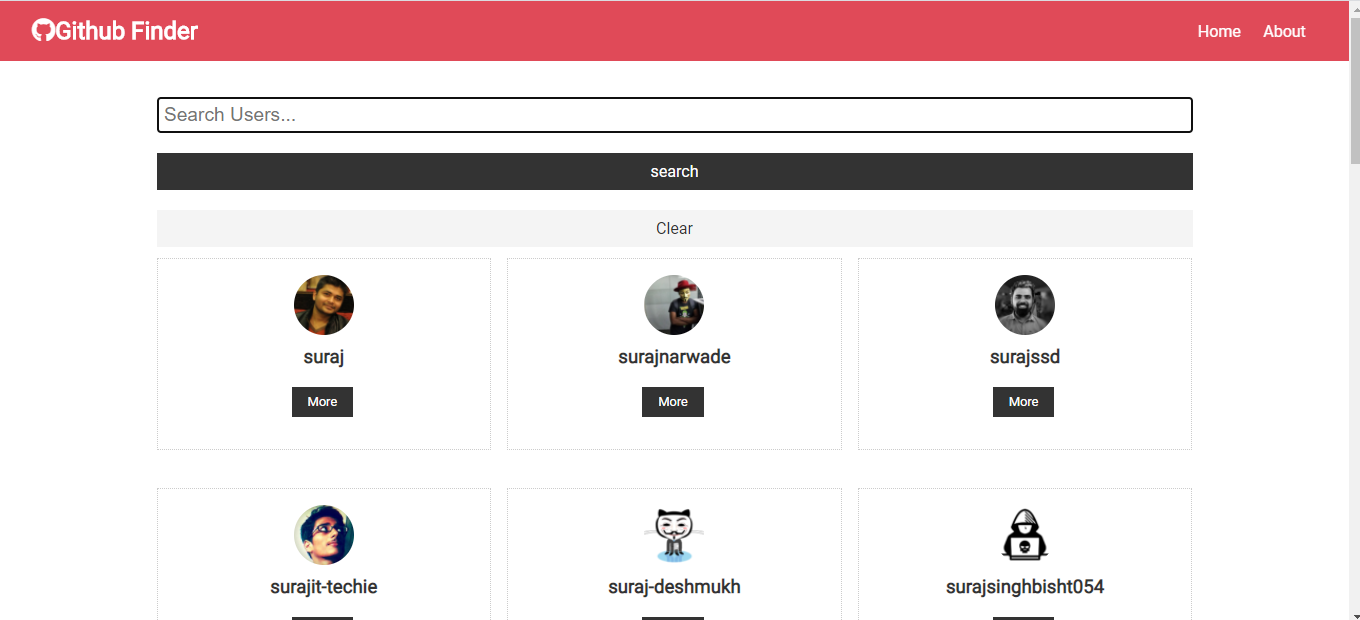 Github Finder
Home About
Search Users...
search
Clear
suraj surajnarwade surajssd
More More More
surajit-techie suraj-deshmukh surajsinghbisht054